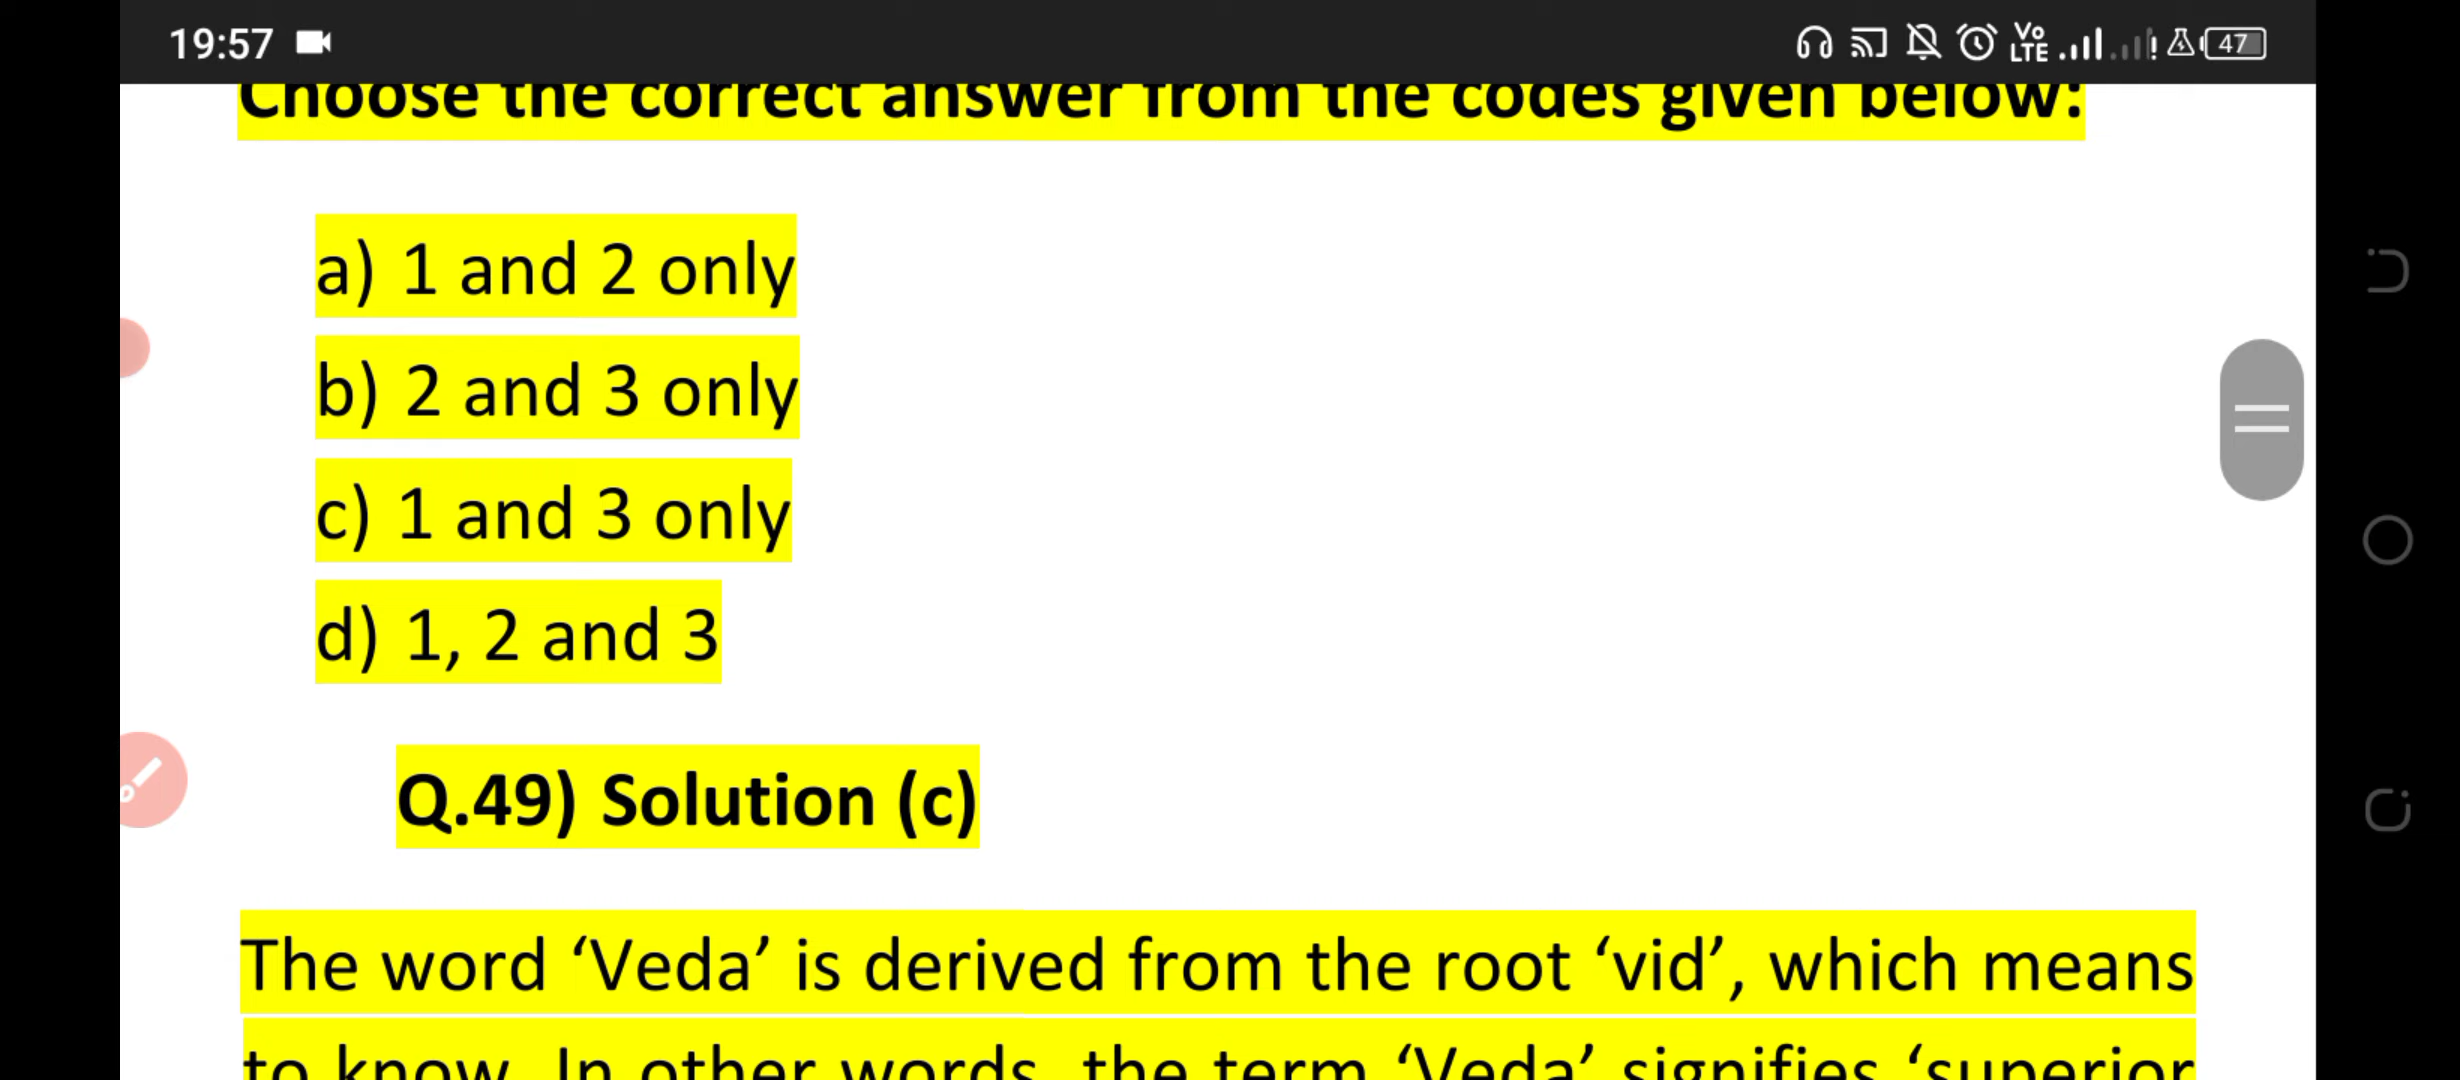 19:57 Vo LTE 47
Choose the correct answer from the codes given below:
a) 1 and 2 only
b) 2 and 3 only
c) 1 and 3 only
d) 1, 2 and 3
Q.49) Solution (c)
The word ‘Veda’ is derived from the root ‘vid’, which means
to know. In other words, the term ‘Veda’ signifies ‘superior